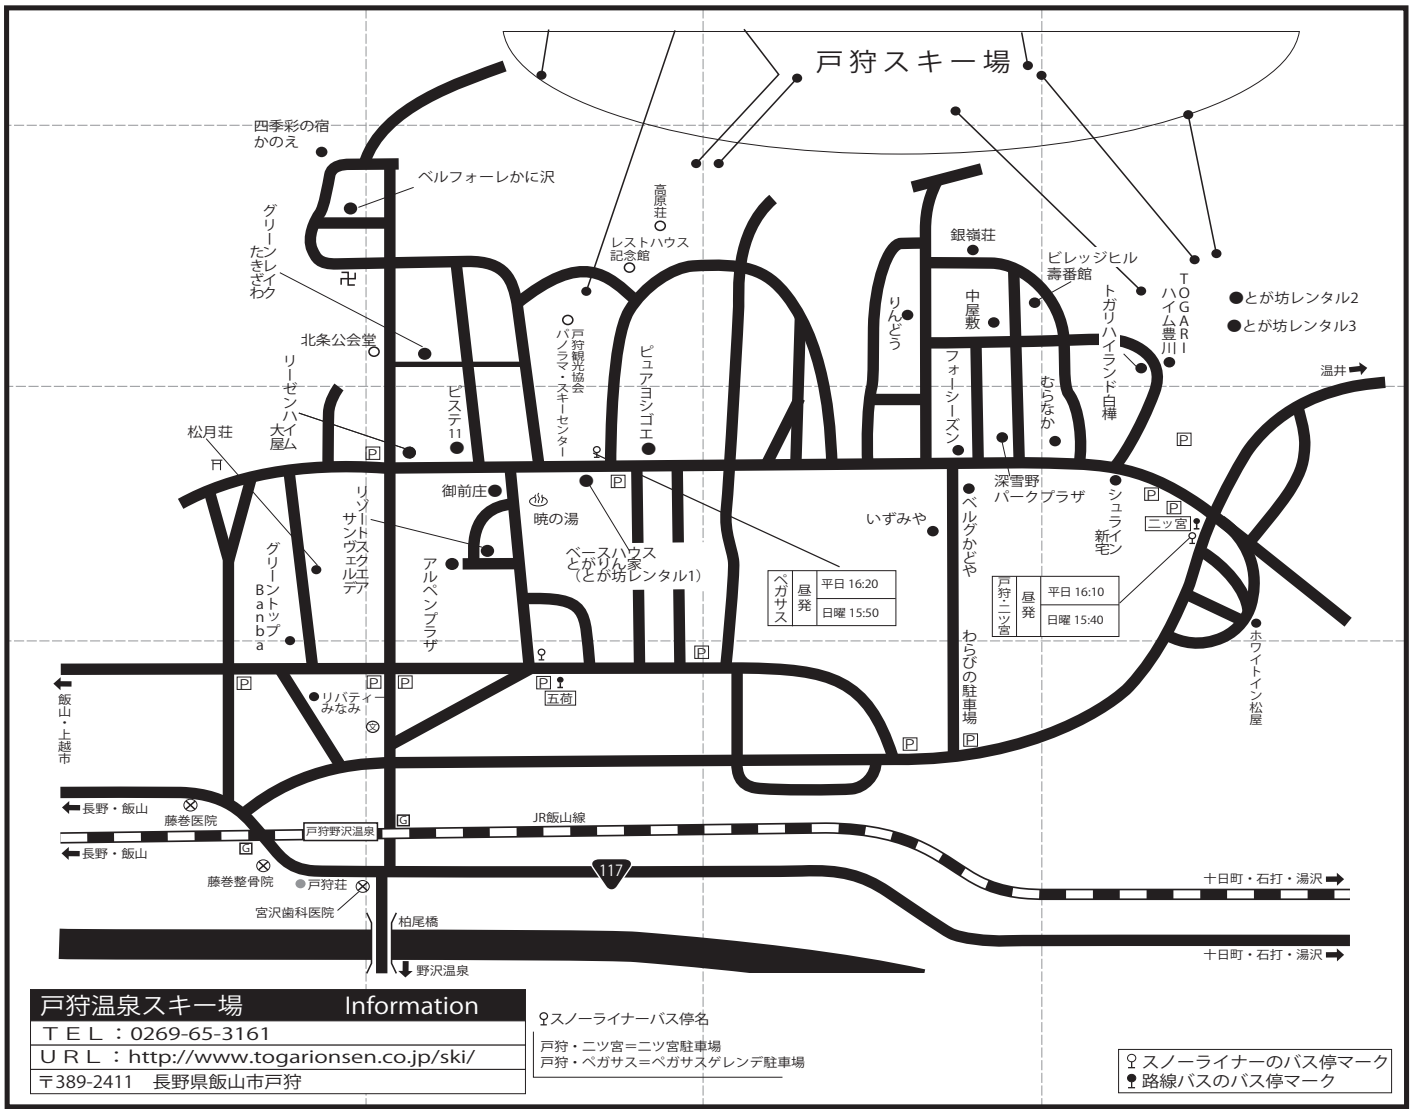 戸狩スキー場
四季彩の宿
かのえ
ベルフォーレかに沢
グリーンレイク
たきざわ
卍
高原荘
レストハウス
記念館
銀嶺荘
ビレッジヒル
壽番館
中屋敷
りんどう
トガリハイランド白樺
TOGARI
ハイム豊川
とが坊レンタル2
とが坊レンタル3
温井
北条公会堂
リーゼンハイム
大屋
松月荘
ピステ11
戸狩観光協会
パノラマ・スキーセンター
ピュアヨシゴエ
フォーシーズン
むらなか
P
P
P
御前庄
暁の湯
リゾートスクエア
サンヴェルデ
グリーントップ
Banba
アルペンプラザ
ベースハウス
とがりん家
(とが坊レンタル1)
いずみや
ベルグかどや
深雪野
パークプラザ
シュライン
新宅
P
P
二ッ宮
ペガサス
昼発
平日 16:20
日曜 15:50
戸狩・二ツ宮
昼発
平日 16:10
日曜 15:40
ホワイトイン松屋
わらびの駐車場
P
P
P
P
P
P
P
五荷
リバティー
みなみ
文
飯山・上越市
長野・飯山
藤巻医院
戸狩野沢温泉
G
JR飯山線
長野・飯山
G
藤巻整骨院
戸狩荘
宮沢歯科医院
117
十日町・石打・湯沢
十日町・石打・湯沢
柏尾橋
野沢温泉
戸狩温泉スキー場 Information
TEL：0269-65-3161
URL：http://www.togarionsen.co.jp/ski/
〒389-2411 長野県飯山市戸狩
スノーライナーバス停名
戸狩・二ツ宮＝二ツ宮駐車場
戸狩・ペガサス＝ペガサスゲレンデ駐車場
スノーライナーのバス停マーク
路線バスのバス停マーク